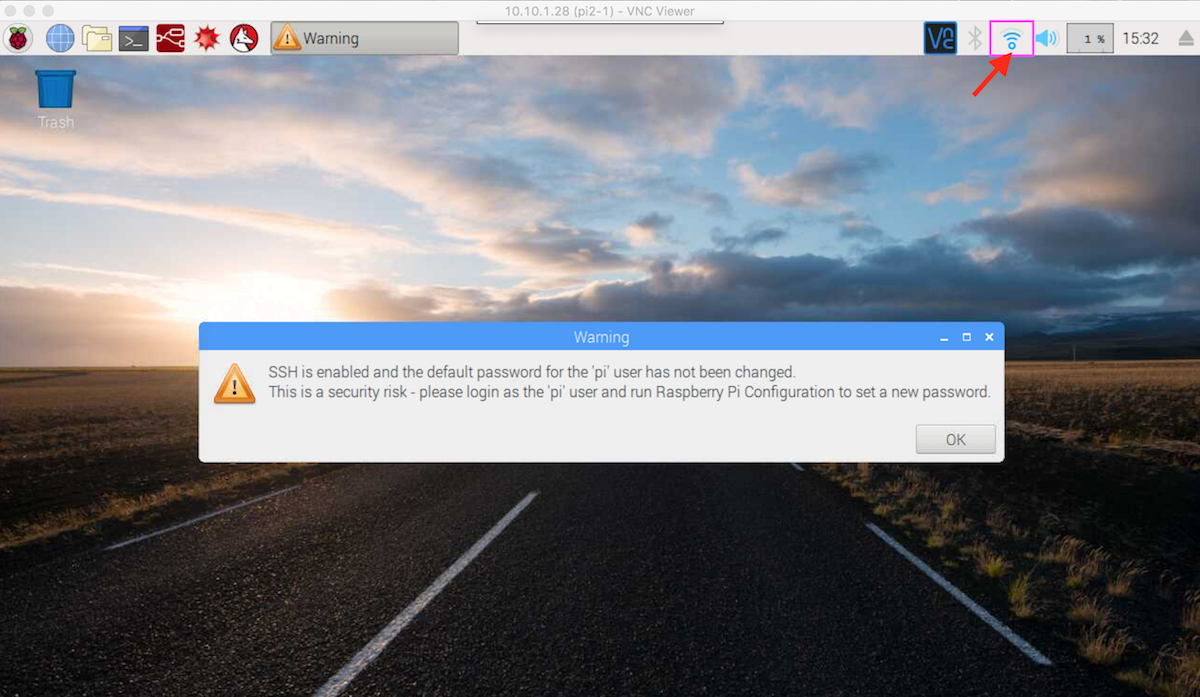 10.10.1.28 (pi2-1) - VNC Viewer
Warning
V2
1 %
15:32
Trash
Warning
SSH is enabled and the default password for the 'pi' user has not been changed.
This is a security risk - please login as the 'pi' user and run Raspberry Pi Configuration to set a new password.
OK